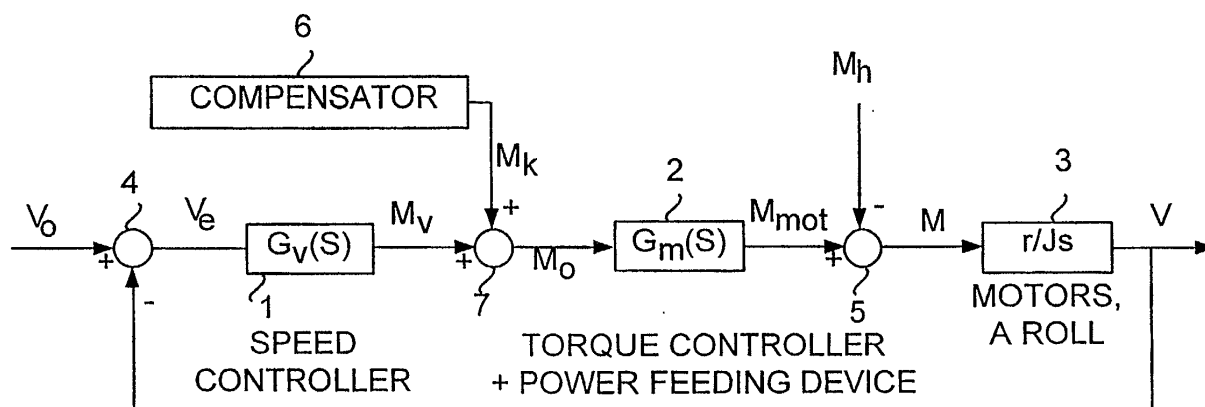 6
COMPENSATOR
Mk
Mh
4
Vo
+
-
Ve
Gv(S)
1
SPEED
CONTROLLER
Mv
+
+
7
Mo
2
Gm(S)
TORQUE CONTROLLER
+ POWER FEEDING DEVICE
Mmot
-
+
5
M
3
r/Js
MOTORS,
A ROLL
V